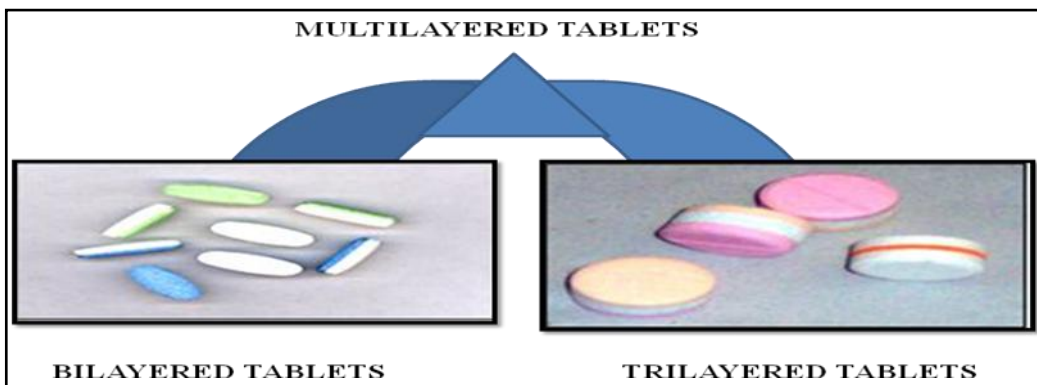 MULTILAYERED TABLETS
BILAYERED TABLETS
TRILAYERED TABLETS